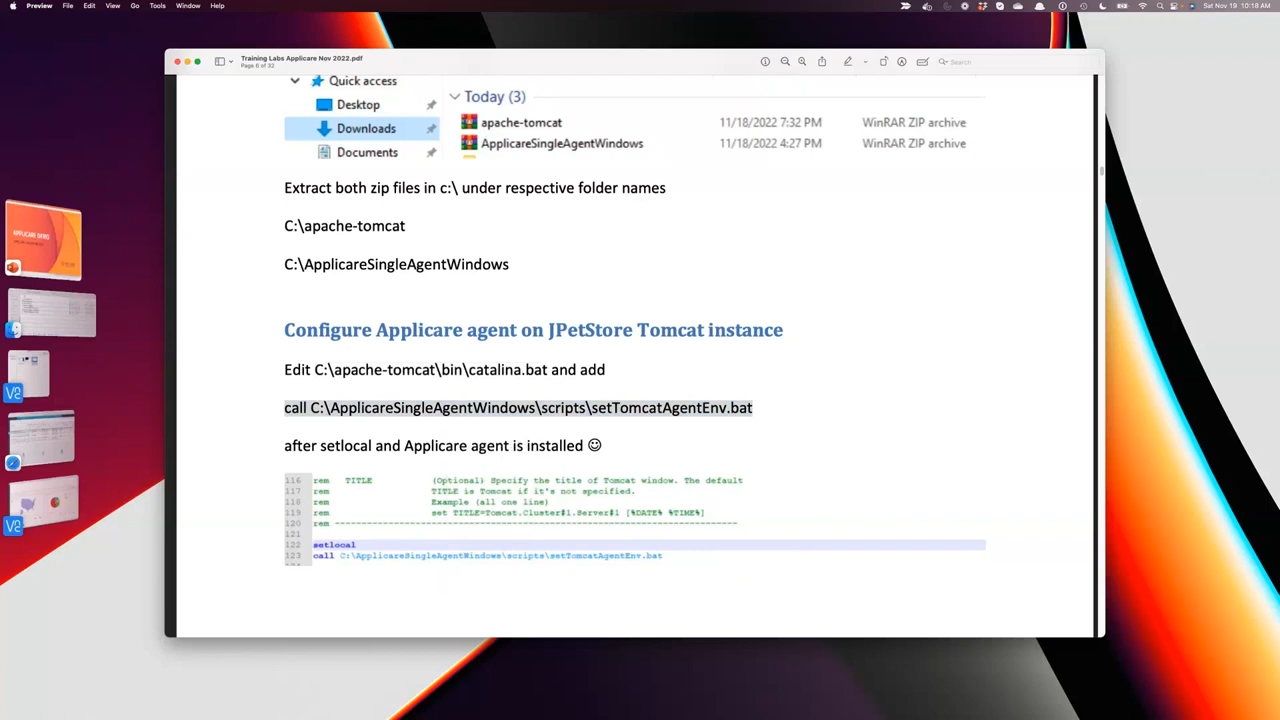 Preview File Edit View Go Tools Window Help
Sat Nov 19 10:18 AM
Training Labs Applicare Nov 2022.pdf
Page 6 of 32
Search
Quick access
Desktop
Downloads
Documents
Today (3)
apache-tomcat 11/18/2022 7:32 PM WinRAR ZIP archive
ApplicareSingleAgentWindows 11/18/2022 4:27 PM WinRAR ZIP archive
Extract both zip files in c:\ under respective folder names
C:\apache-tomcat
C:\ApplicareSingleAgentWindows
Configure Applicare agent on JPetStore Tomcat instance
Edit C:\apache-tomcat\bin\catalina.bat and add
call C:\ApplicareSingleAgentWindows\scripts\setTomcatAgentEnv.bat
after setlocal and Applicare agent is installed ☺
116 rem TITLE (Optional) Specify the title of Tomcat window. The default
117 rem TITLE is Tomcat if it's not specified.
118 rem Example (all one line)
119 rem set TITLE=Tomcat.Cluster#1.Server#1 [%DATE% %TIME%]
120 rem ---------------------------------------------------------------------------
121
122 setlocal
123 call C:\ApplicareSingleAgentWindows\scripts\setTomcatAgentEnv.bat
APPLICARE DEMO